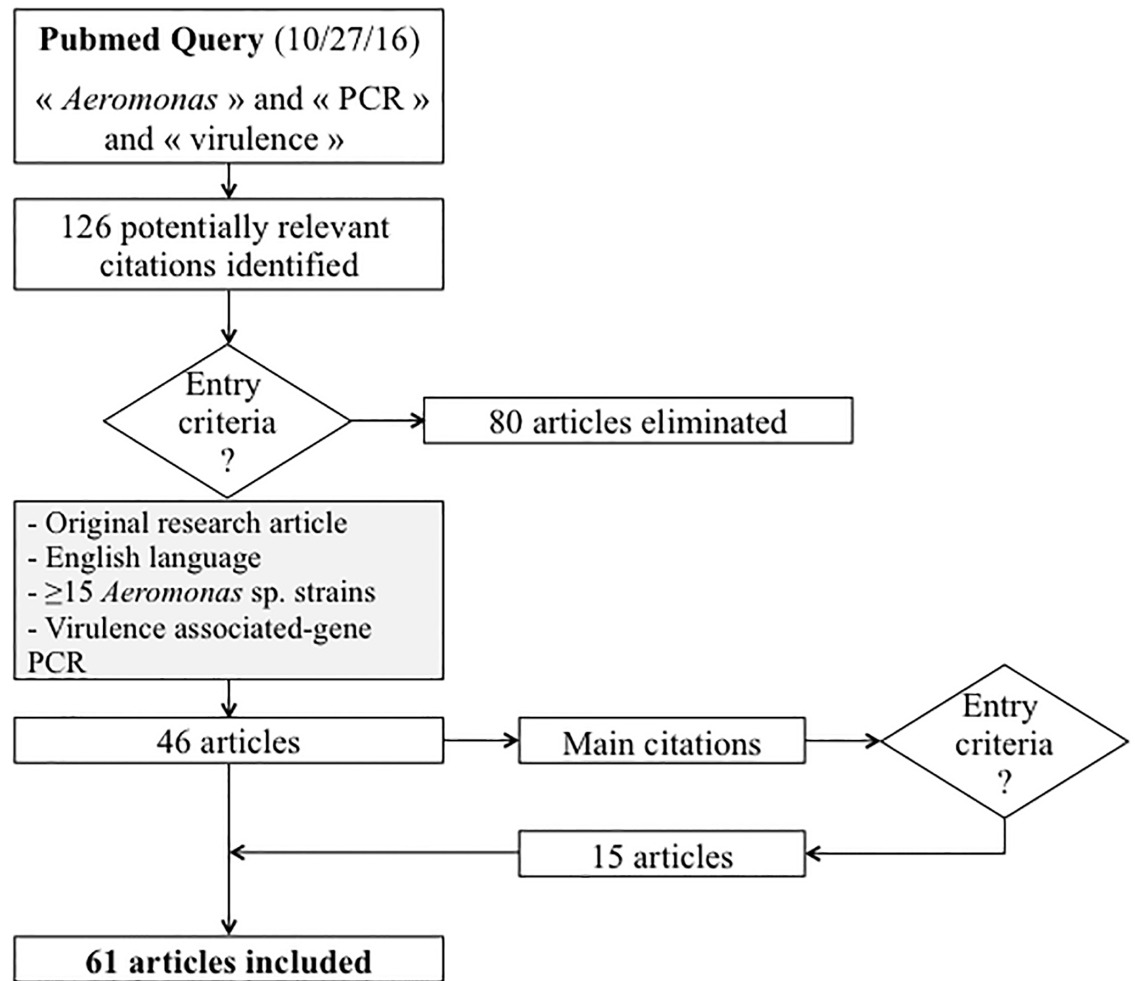 Pubmed Query (10/27/16)
« Aeromonas » and « PCR »
and « virulence »
126 potentially relevant
citations identified
Entry
criteria
?
80 articles eliminated
- Original research article
- English language
- ≥15 Aeromonas sp. strains
- Virulence associated-gene
PCR
46 articles
Main citations
Entry
criteria
?
15 articles
61 articles included